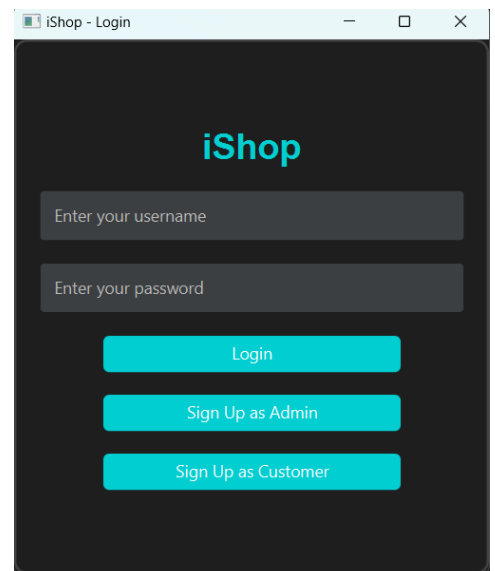 iShop - Login
iShop
Enter your username
Enter your password
Login
Sign Up as Admin
Sign Up as Customer